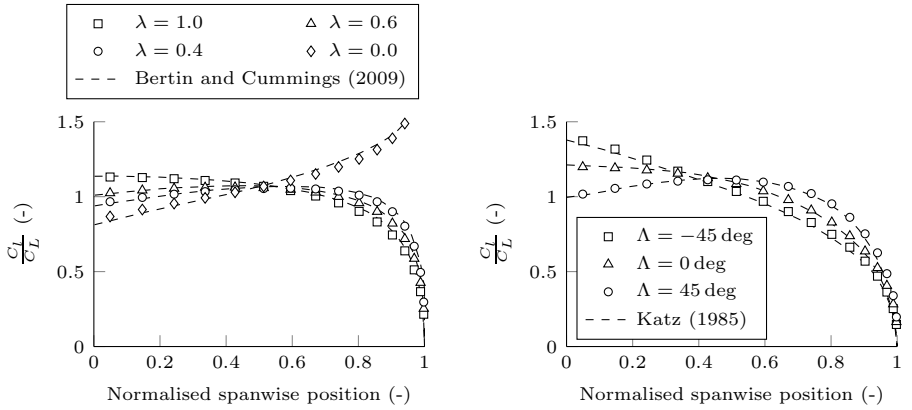 λ = 1.0
λ = 0.6
λ = 0.4
λ = 0.0
Bertin and Cummings (2009)
1.5
1
0.5
0
0 0.2 0.4 0.6 0.8 1
C_l/C_L (-)
Normalised spanwise position (-)
1.5
1
0.5
0
0 0.2 0.4 0.6 0.8 1
C_l/C_L (-)
Normalised spanwise position (-)
Λ = −45 deg
Λ = 0 deg
Λ = 45 deg
Katz (1985)